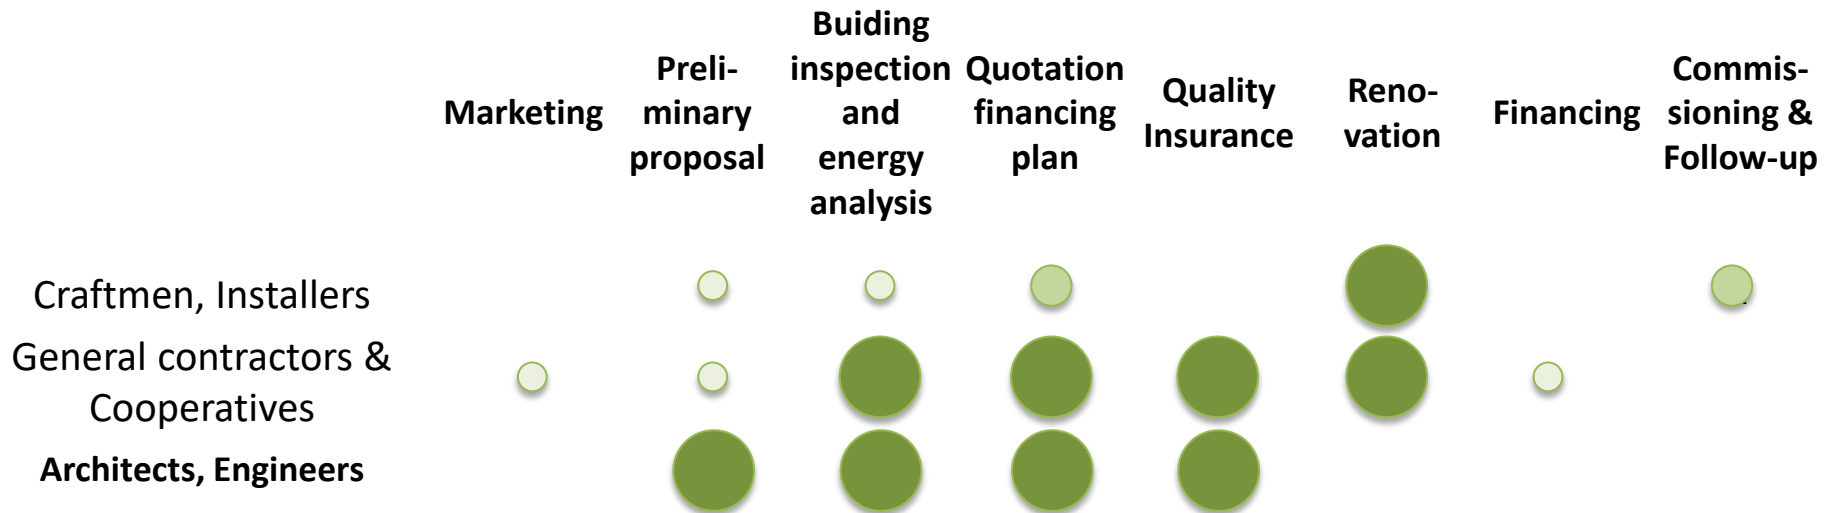 Marketing
Preli-
minary
proposal
Buiding
inspection
and
energy
analysis
Quotation
financing
plan
Quality
Insurance
Reno-
vation
Financing
Commis-
sioning &
Follow-up
Craftmen, Installers
General contractors &
Cooperatives
Architects, Engineers